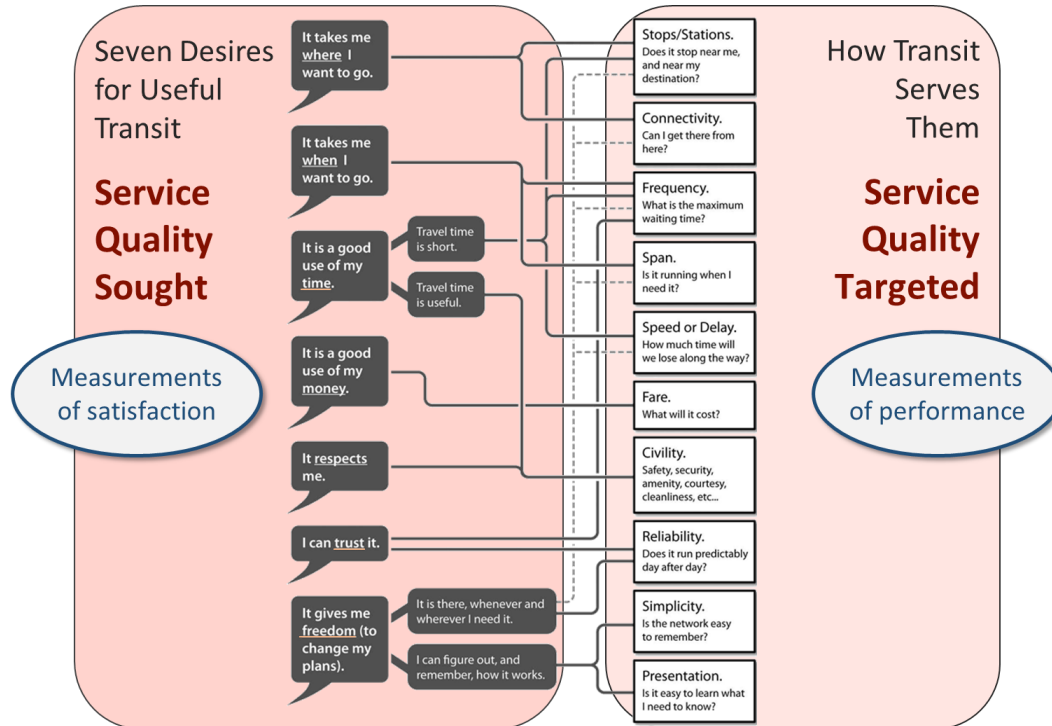 Seven Desires
for Useful
Transit
Service
Quality
Sought
Measurements
of satisfaction
It takes me
where I
want to go.
It takes me
when I
want to go.
It is a good
use of my
time.
Travel time
is short.
Travel time
is useful.
It is a good
use of my
money.
It respects
me.
I can trust it.
It gives me
freedom (to
change my
plans).
It is there, whenever and
wherever I need it.
I can figure out, and
remember, how it works.
Stops/Stations.
Does it stop near me,
and near my
destination?
Connectivity.
Can I get there from
here?
Frequency.
What is the maximum
waiting time?
Span.
Is it running when I
need it?
Speed or Delay.
How much time will
we lose along the way?
Fare.
What will it cost?
Civility.
Safety, security,
amenity, courtesy,
cleanliness, etc...
Reliability.
Does it run predictably
day after day?
Simplicity.
Is the network easy
to remember?
Presentation.
Is it easy to learn what
I need to know?
How Transit
Serves
Them
Service
Quality
Targeted
Measurements
of performance